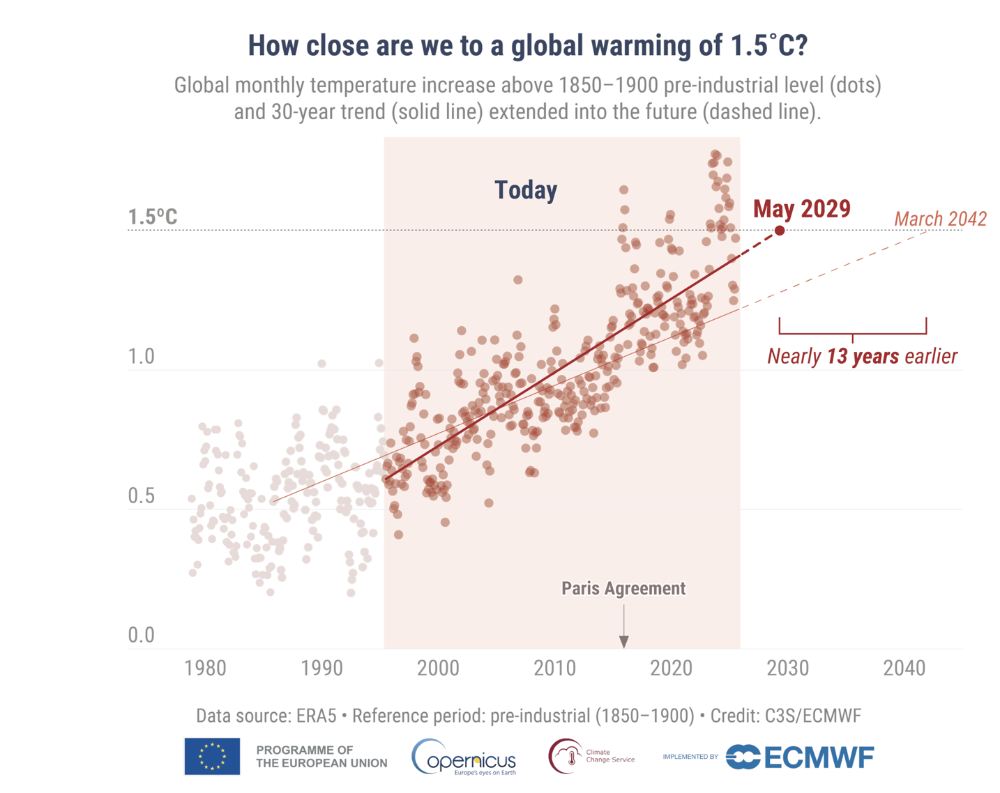 How close are we to a global warming of 1.5˚C?
Global monthly temperature increase above 1850–1900 pre-industrial level (dots)
and 30-year trend (solid line) extended into the future (dashed line).
Today
1.5ºC
May 2029
March 2042
1.0
Nearly 13 years earlier
0.5
Paris Agreement
0.0
1980 1990 2000 2010 2020 2030 2040
Data source: ERA5 • Reference period: pre-industrial (1850–1900) • Credit: C3S/ECMWF
PROGRAMME OF
THE EUROPEAN UNION
opernicus
Europe's eyes on Earth
Climate
Change Service
IMPLEMENTED BY
ECMWF